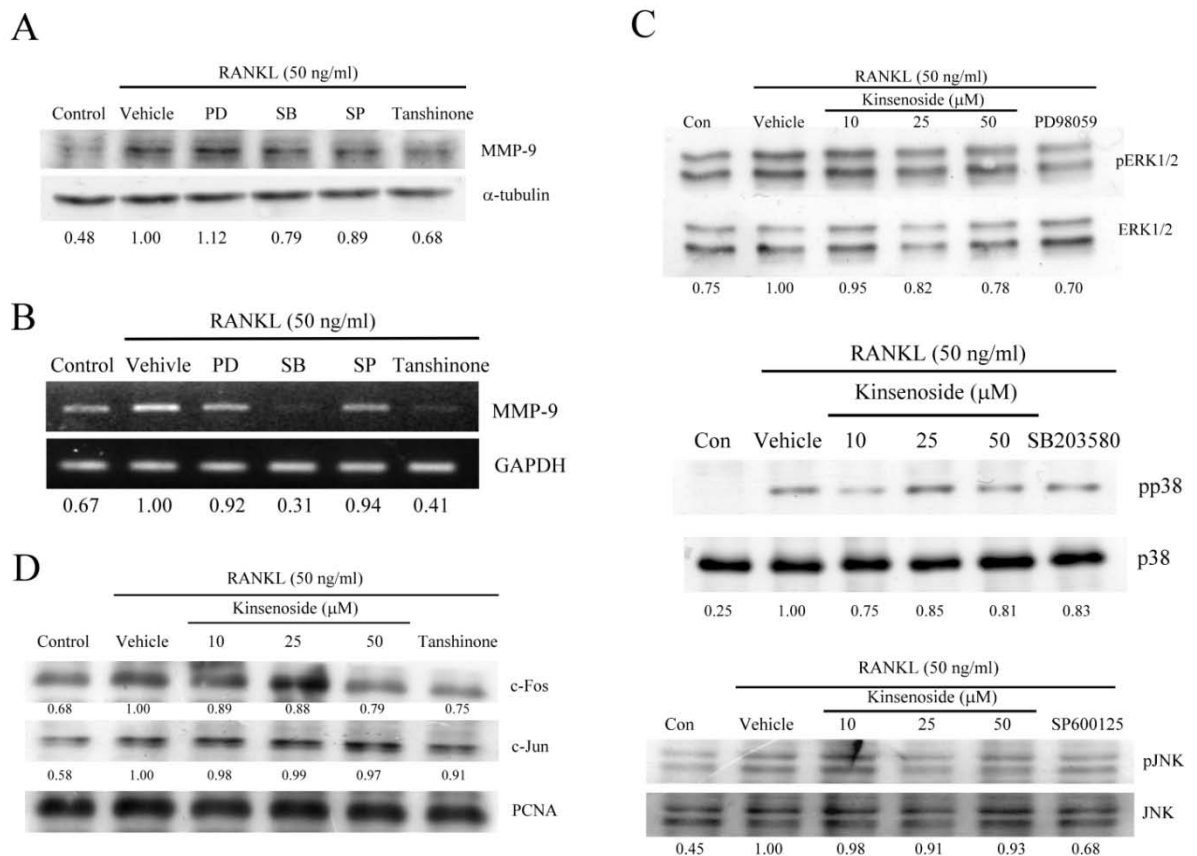 A
RANKL (50 ng/ml)
Control Vehicle PD SB SP Tanshinone
MMP-9
α-tubulin
0.48 1.00 1.12 0.79 0.89 0.68
B
RANKL (50 ng/ml)
Control Vehivle PD SB SP Tanshinone
MMP-9
GAPDH
0.67 1.00 0.92 0.31 0.94 0.41
D
RANKL (50 ng/ml)
Kinsenoside (μM)
Control Vehicle 10 25 50 Tanshinone
c-Fos
0.68 1.00 0.89 0.88 0.79 0.75
c-Jun
0.58 1.00 0.98 0.99 0.97 0.91
PCNA
C
RANKL (50 ng/ml)
Kinsenoside (μM)
Con Vehicle 10 25 50 PD98059
pERK1/2
ERK1/2
0.75 1.00 0.95 0.82 0.78 0.70
RANKL (50 ng/ml)
Kinsenoside (μM)
Con Vehicle 10 25 50 SB203580
pp38
p38
0.25 1.00 0.75 0.85 0.81 0.83
RANKL (50 ng/ml)
Kinsenoside (μM)
Con Vehicle 10 25 50 SP600125
pJNK
JNK
0.45 1.00 0.98 0.91 0.93 0.68